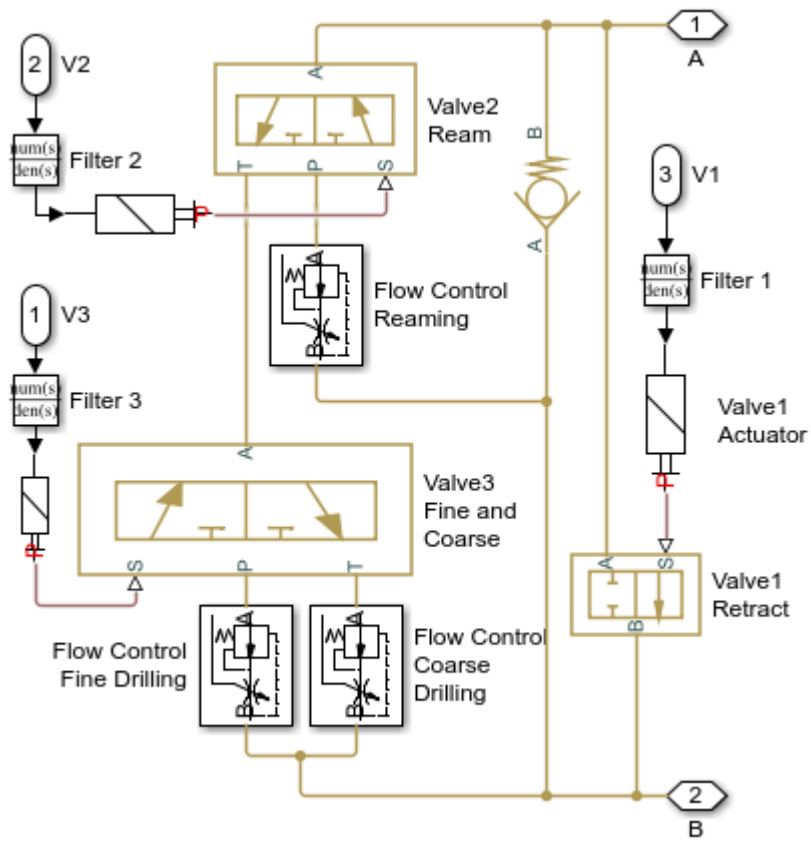 1
A
2
V2
Valve2
Ream
A
T
P
S
num(s)
den(s)
Filter 2
P
B
A
3
V1
num(s)
den(s)
Filter 1
A
B
Flow Control
Reaming
1
V3
num(s)
den(s)
Filter 3
P
Valve1
Actuator
P
A
S
P
T
Valve3
Fine and
Coarse
A
S
B
Valve1
Retract
A
B
Flow Control
Fine Drilling
A
B
Flow Control
Coarse
Drilling
2
B